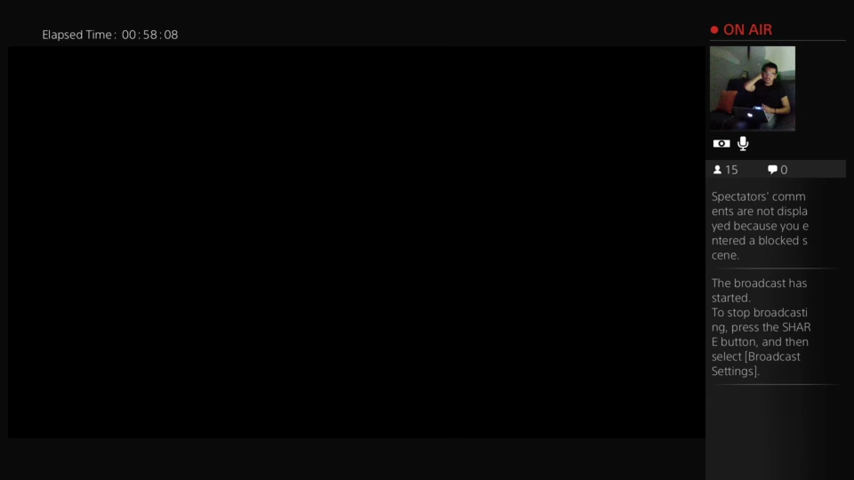 Elapsed Time: 00:58:08
ON AIR
15 0
Spectators' comm
ents are not displa
yed because you e
ntered a blocked s
cene.
The broadcast has
started.
To stop broadcasti
ng, press the SHAR
E button, and then
select [Broadcast
Settings].